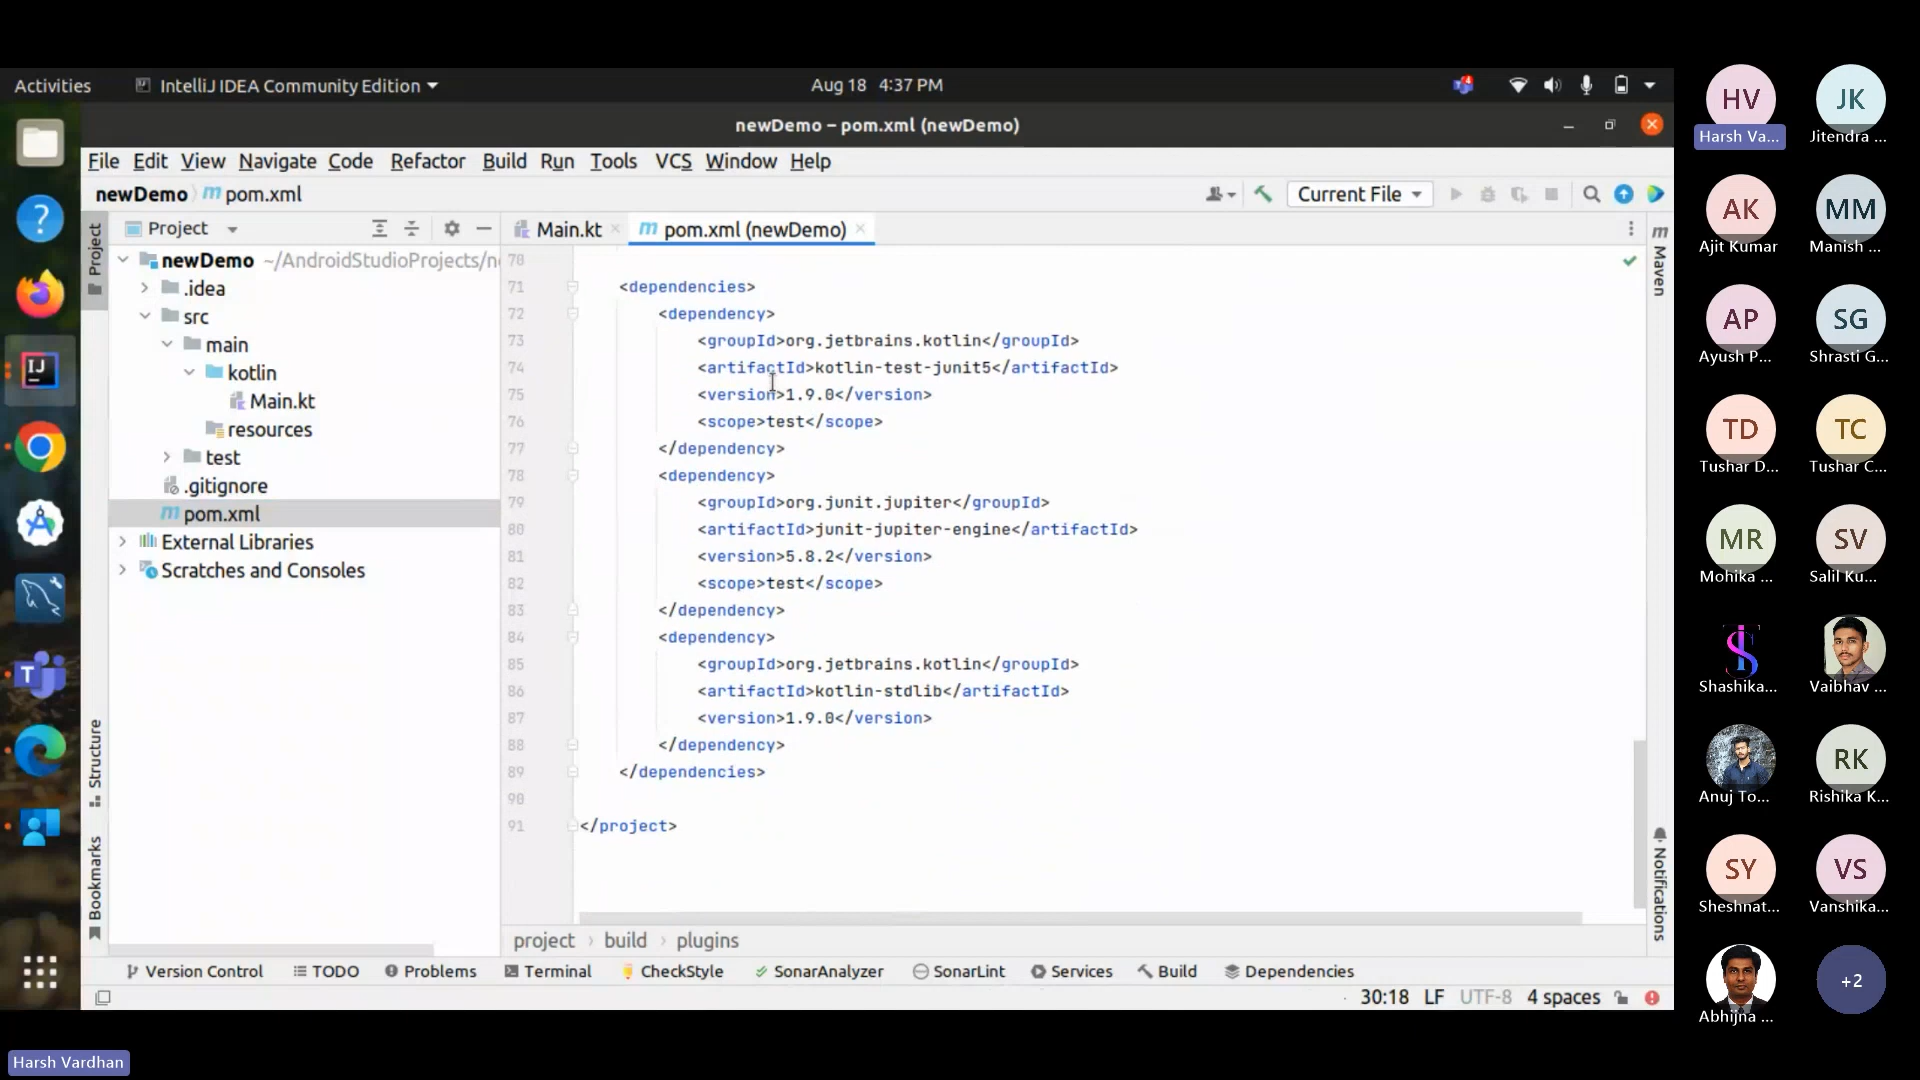 Activities
IntelliJ IDEA Community Edition
Aug 18 4:37 PM
newDemo – pom.xml (newDemo)
File Edit View Navigate Code Refactor Build Run Tools VCS Window Help
newDemo pom.xml
Current File
Project
Project
Main.kt
pom.xml (newDemo)
newDemo ~/AndroidStudioProjects/n
.idea
src
main
kotlin
Main.kt
resources
test
.gitignore
pom.xml
External Libraries
Scratches and Consoles
Structure
Bookmarks
70
71 <dependencies>
72 <dependency>
73 <groupId>org.jetbrains.kotlin</groupId>
74 <artifactId>kotlin-test-junit5</artifactId>
75 <version>1.9.0</version>
76 <scope>test</scope>
77 </dependency>
78 <dependency>
79 <groupId>org.junit.jupiter</groupId>
80 <artifactId>junit-jupiter-engine</artifactId>
81 <version>5.8.2</version>
82 <scope>test</scope>
83 </dependency>
84 <dependency>
85 <groupId>org.jetbrains.kotlin</groupId>
86 <artifactId>kotlin-stdlib</artifactId>
87 <version>1.9.0</version>
88 </dependency>
89 </dependencies>
90
91 </project>
m Maven
Notifications
project › build › plugins
Version Control TODO Problems Terminal CheckStyle SonarAnalyzer SonarLint Services Build Dependencies
30:18 LF UTF-8 4 spaces
HV JK
Harsh Va... Jitendra ...
AK MM
Ajit Kumar Manish ...
AP SG
Ayush P... Shrasti G...
TD TC
Tushar D... Tushar C...
MR SV
Mohika ... Salil Ku...
Shashika... Vaibhav ...
RK
Anuj To... Rishika K...
SY VS
Sheshnat... Vanshika...
+2
Abhijna ...
Harsh Vardhan